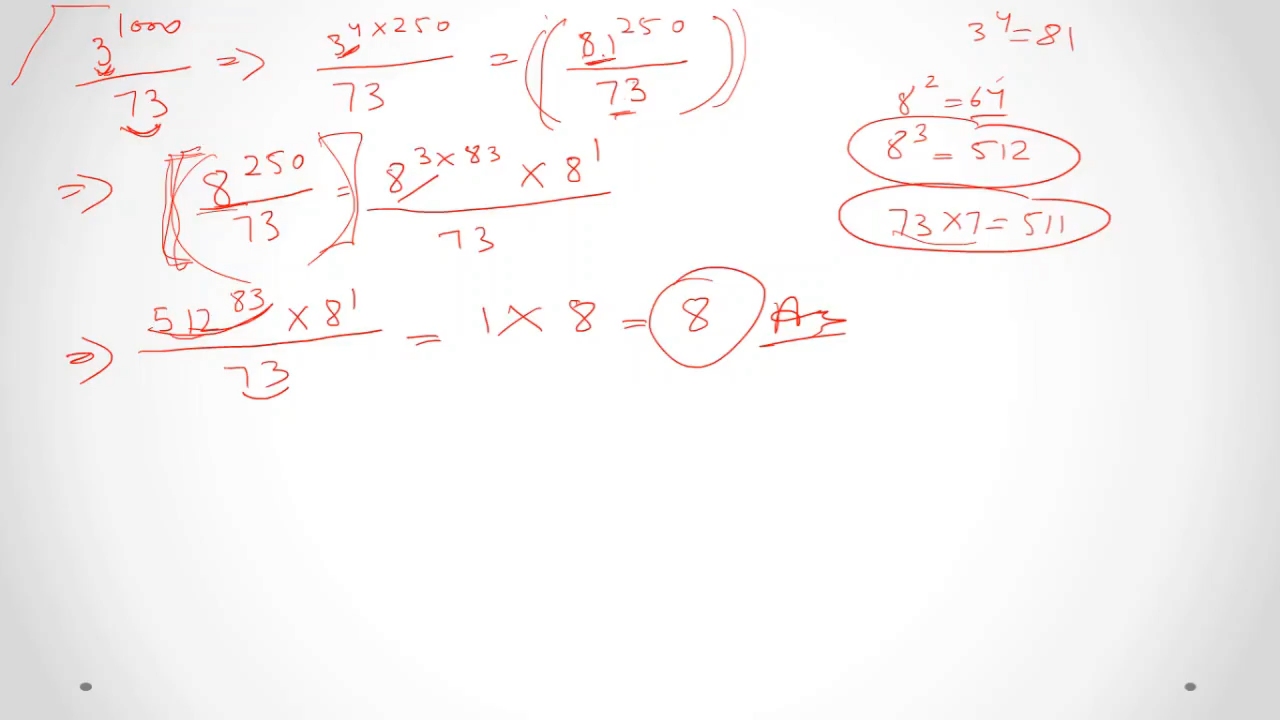 3^1000 / 73 => 3^4×250 / 73 = ((81^250 / 73))
3^4 = 81
8^2 = 64
8^3 = 512
73×7 = 511
=> [(8^250 / 73 =] 8^3×83 × 8^1 / 73
=> 512^83 × 8^1 / 73 = 1 × 8 = 8 Ans